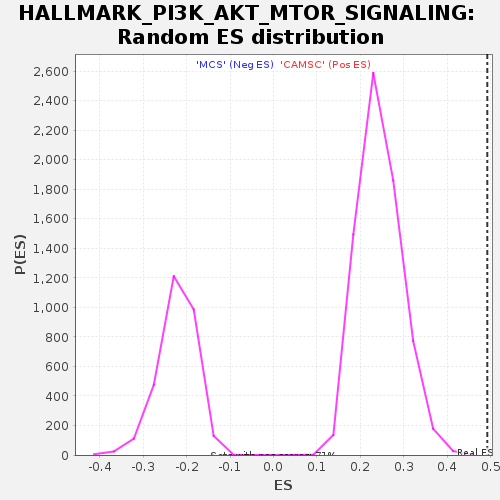 HALLMARK_PI3K_AKT_MTOR_SIGNALING:
Random ES distribution
'MCS' (Neg ES) 'CAMSC' (Pos ES)
2,600
2,400
2,200
2,000
1,800
1,600
1,400
1,200
1,000
800
600
400
200
0
P(ES)
Real ES
71%
-0.4 -0.3 -0.2 -0.1 0.0 0.1 0.2 0.3 0.4 0.5
ES